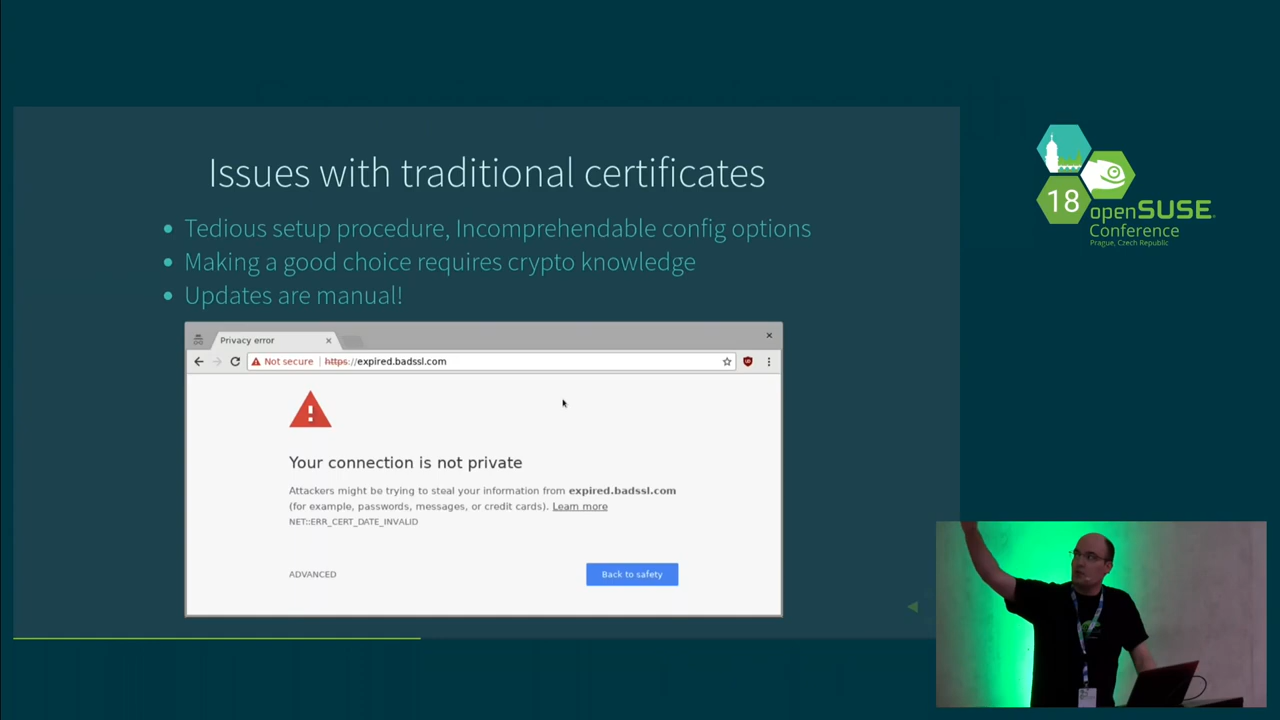 Issues with traditional certificates
Tedious setup procedure, Incomprehendable config options
Making a good choice requires crypto knowledge
Updates are manual!
Privacy error
Not secure
https://expired.badssl.com
Your connection is not private
Attackers might be trying to steal your information from expired.badssl.com
(for example, passwords, messages, or credit cards). Learn more
NET::ERR_CERT_DATE_INVALID
ADVANCED
Back to safety
18
openSUSE
Conference
Prague, Czech Republic